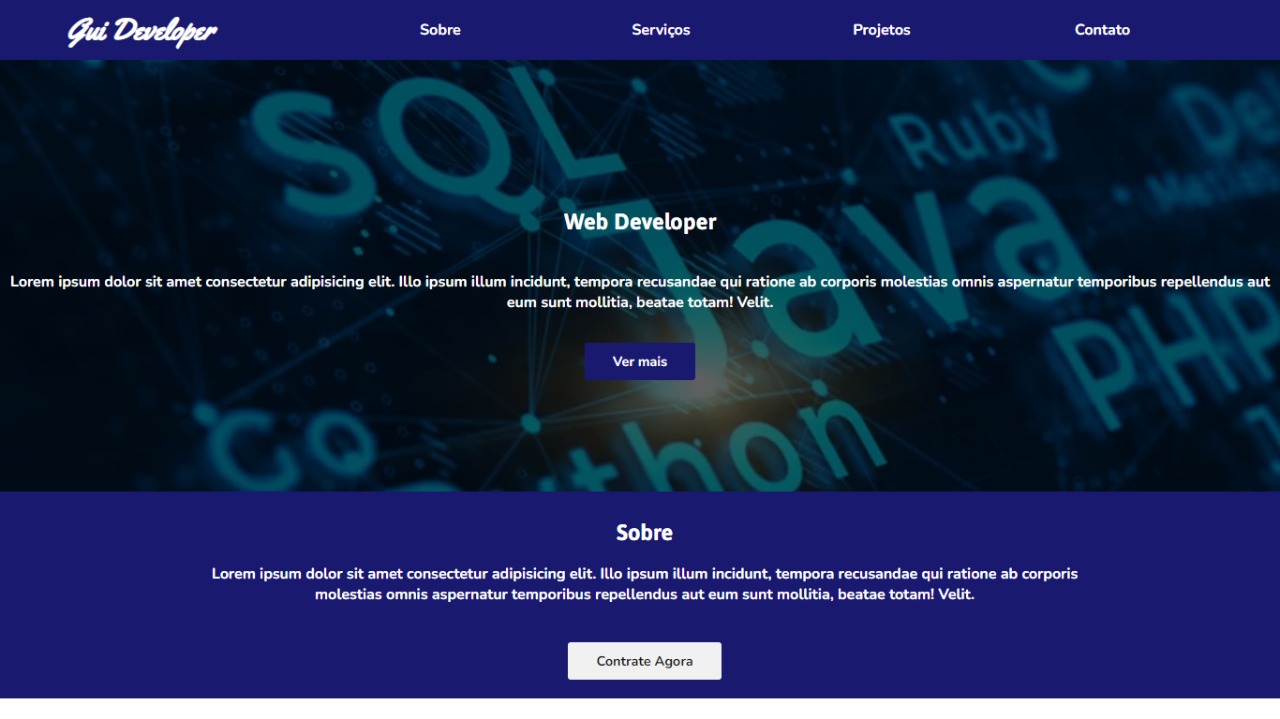 Gui Developer Sobre Serviços Projetos Contato
SQL
Ruby
Java
Web Developer
Lorem ipsum dolor sit amet consectetur adipisicing elit. Illo ipsum illum incidunt, tempora recusandae qui ratione ab corporis molestias omnis aspernatur temporibus repellendus aut
eum sunt mollitia, beatae totam! Velit.
PHP
Ver mais
Sobre
Lorem ipsum dolor sit amet consectetur adipisicing elit. Illo ipsum illum incidunt, tempora recusandae qui ratione ab corporis
molestias omnis aspernatur temporibus repellendus aut eum sunt mollitia, beatae totam! Velit.
Contrate Agora